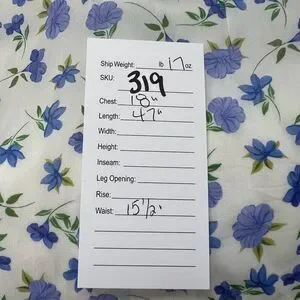 Ship Weight: lb 17 oz
SKU: 319
Chest: 18"
Length: 47"
Width:
Height:
Inseam:
Leg Opening:
Rise:
Waist: 15 1/2"